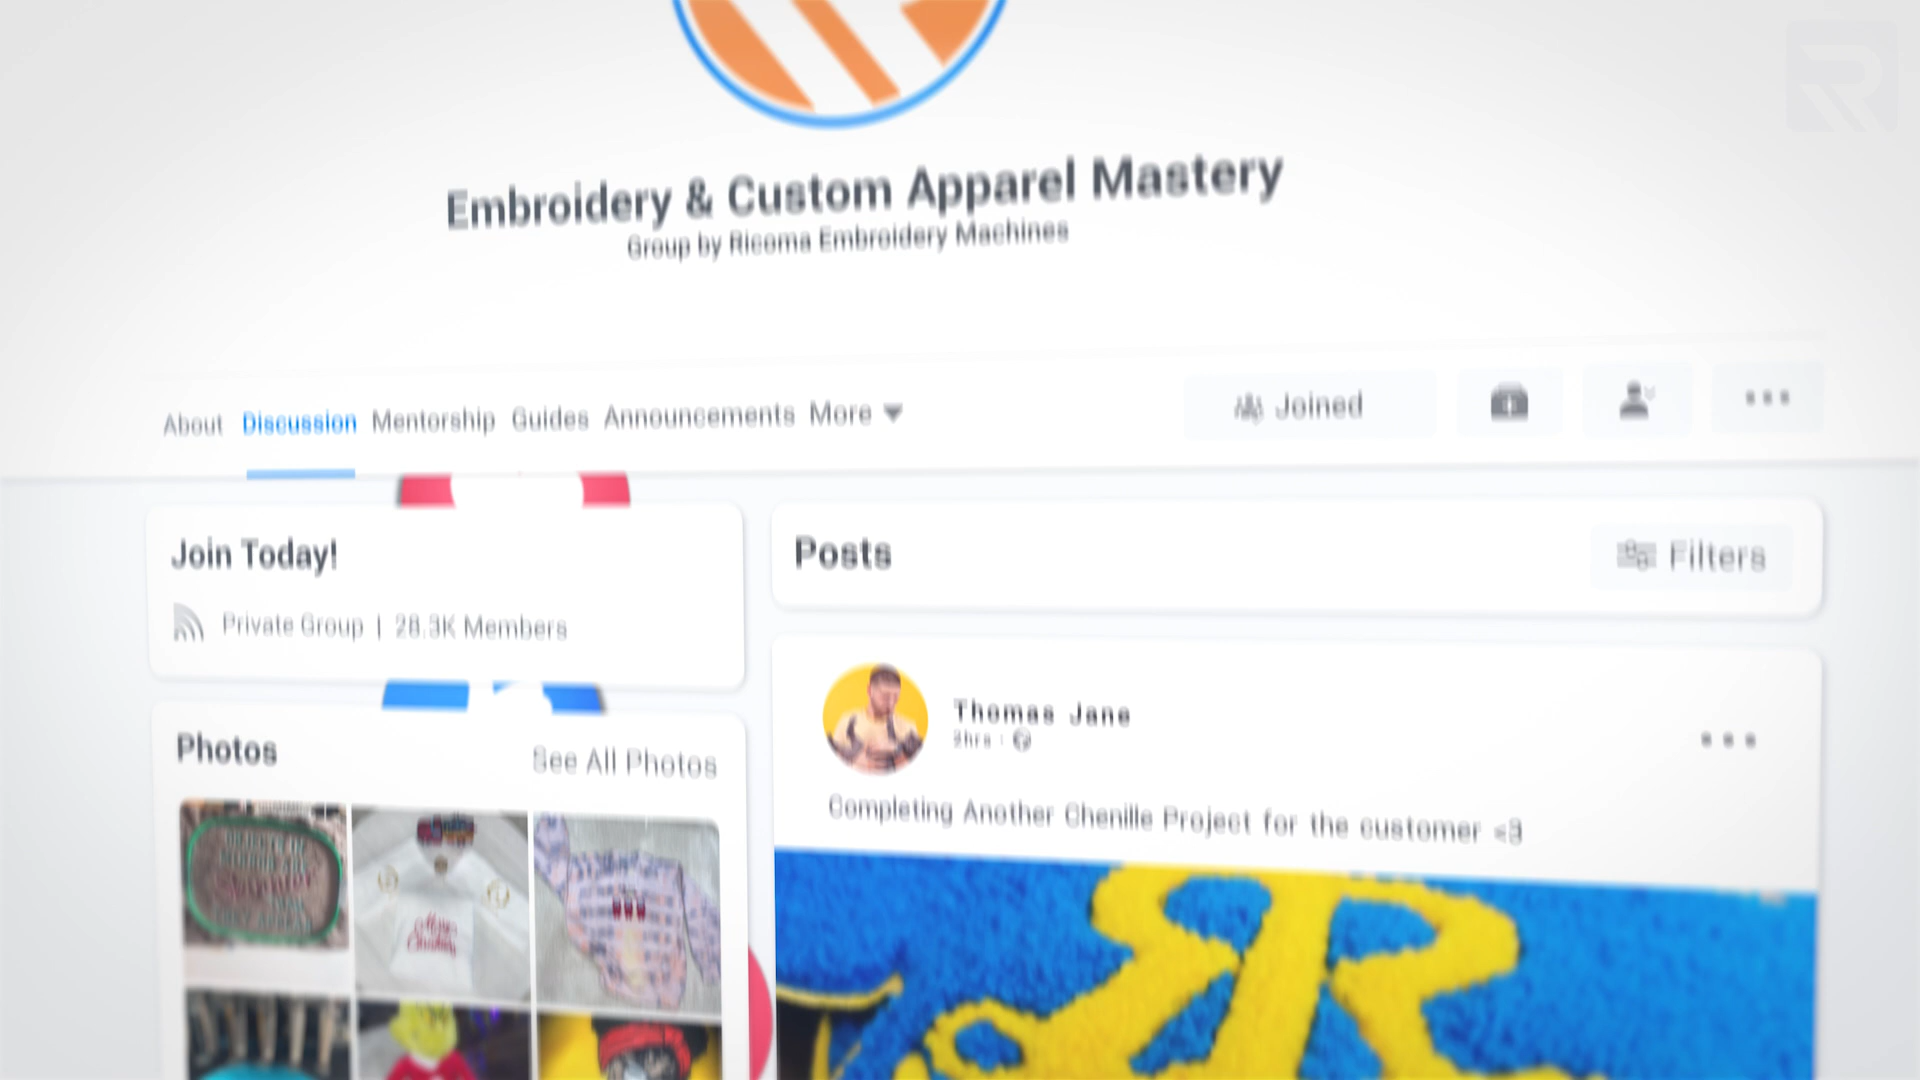 Embroidery & Custom Apparel Mastery
Group by Ricoma Embroidery Machines
About Discussion Mentorship Guides Announcements More
Joined
Join Today!
Private Group | 28.3K Members
Posts
Filters
Photos
See All Photos
Thomas Jane
2hrs
Completing Another Chenille Project for the customer <3